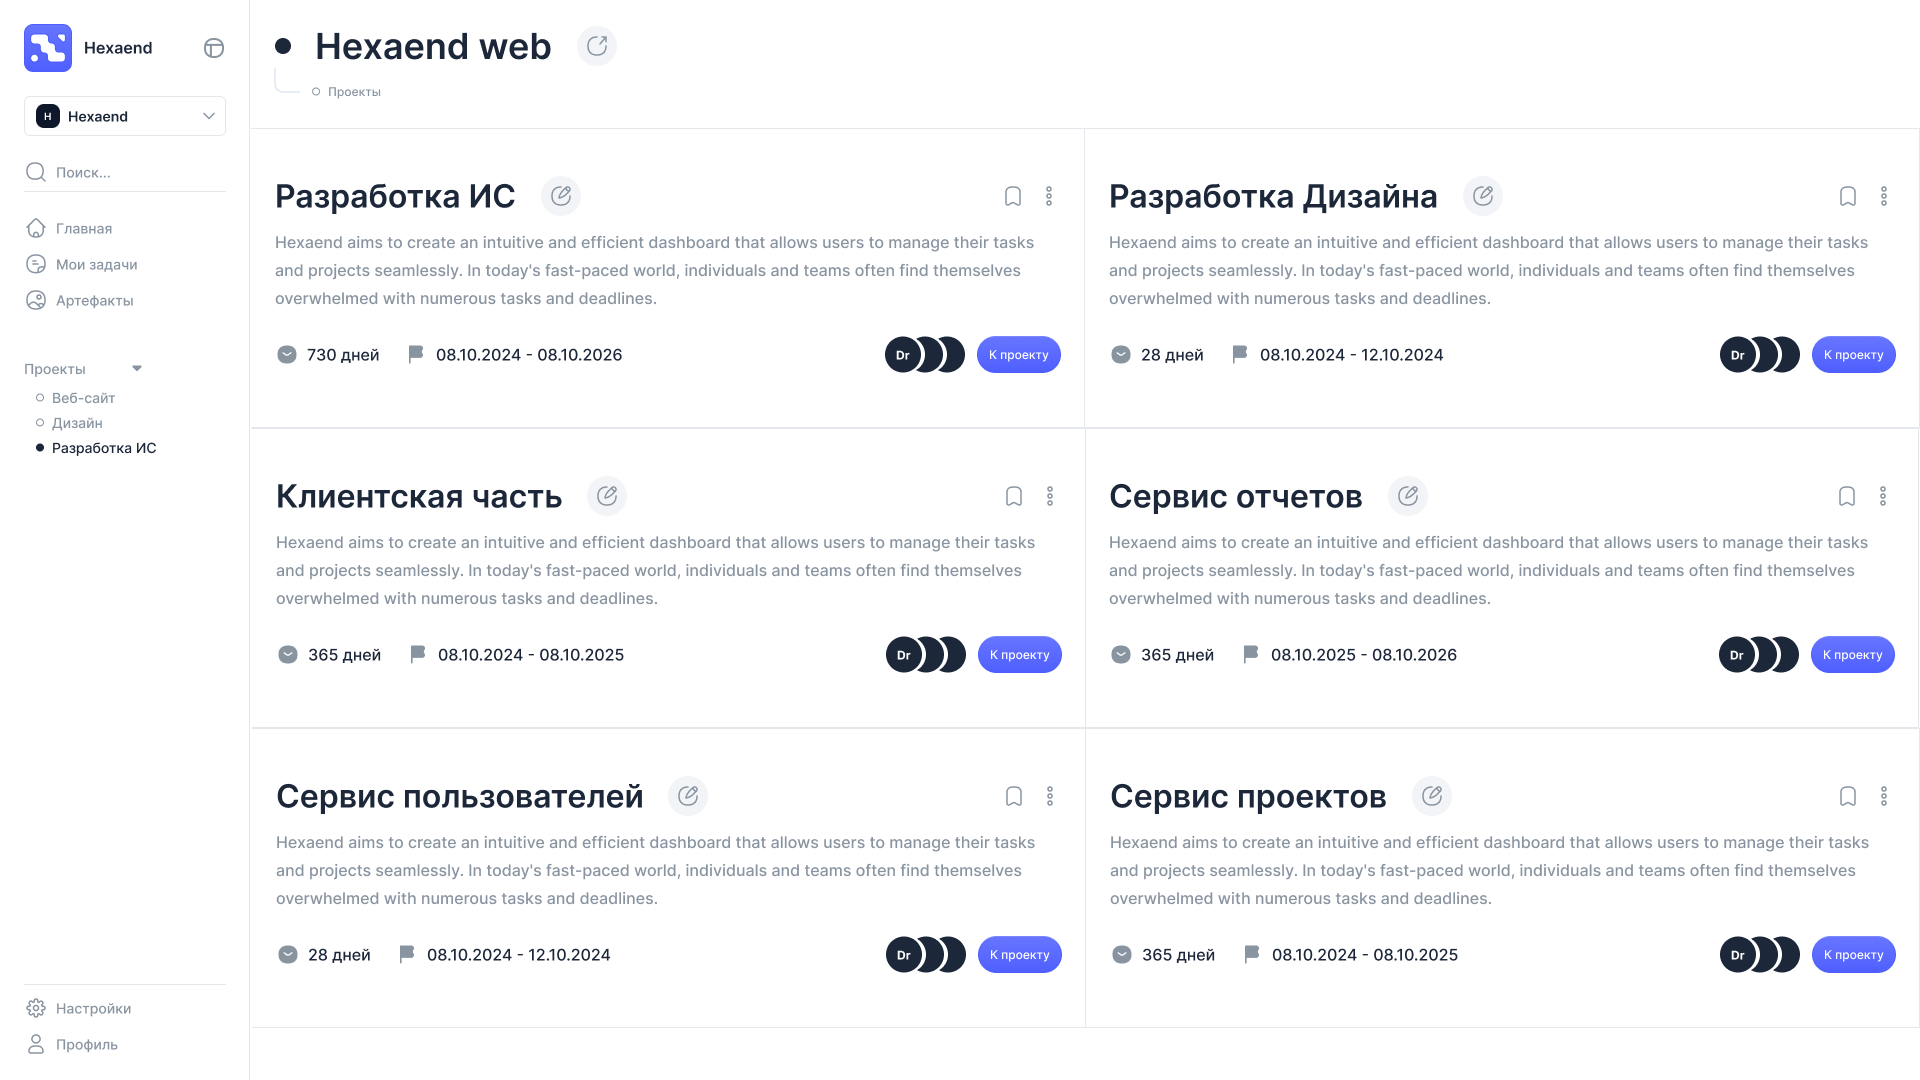 Hexaend
H Hexaend
Поиск...
Главная
Мои задачи
Артефакты
Проекты
Веб-сайт
Дизайн
Разработка ИС
Настройки
Профиль
Hexaend web
Проекты
Разработка ИС
Hexaend aims to create an intuitive and efficient dashboard that allows users to manage their tasks
and projects seamlessly. In today's fast-paced world, individuals and teams often find themselves
overwhelmed with numerous tasks and deadlines.
730 дней 08.10.2024 - 08.10.2026 Dr К проекту
Разработка Дизайна
Hexaend aims to create an intuitive and efficient dashboard that allows users to manage their tasks
and projects seamlessly. In today's fast-paced world, individuals and teams often find themselves
overwhelmed with numerous tasks and deadlines.
28 дней 08.10.2024 - 12.10.2024 Dr К проекту
Клиентская часть
Hexaend aims to create an intuitive and efficient dashboard that allows users to manage their tasks
and projects seamlessly. In today's fast-paced world, individuals and teams often find themselves
overwhelmed with numerous tasks and deadlines.
365 дней 08.10.2024 - 08.10.2025 Dr К проекту
Сервис отчетов
Hexaend aims to create an intuitive and efficient dashboard that allows users to manage their tasks
and projects seamlessly. In today's fast-paced world, individuals and teams often find themselves
overwhelmed with numerous tasks and deadlines.
365 дней 08.10.2025 - 08.10.2026 Dr К проекту
Сервис пользователей
Hexaend aims to create an intuitive and efficient dashboard that allows users to manage their tasks
and projects seamlessly. In today's fast-paced world, individuals and teams often find themselves
overwhelmed with numerous tasks and deadlines.
28 дней 08.10.2024 - 12.10.2024 Dr К проекту
Сервис проектов
Hexaend aims to create an intuitive and efficient dashboard that allows users to manage their tasks
and projects seamlessly. In today's fast-paced world, individuals and teams often find themselves
overwhelmed with numerous tasks and deadlines.
365 дней 08.10.2024 - 08.10.2025 Dr К проекту